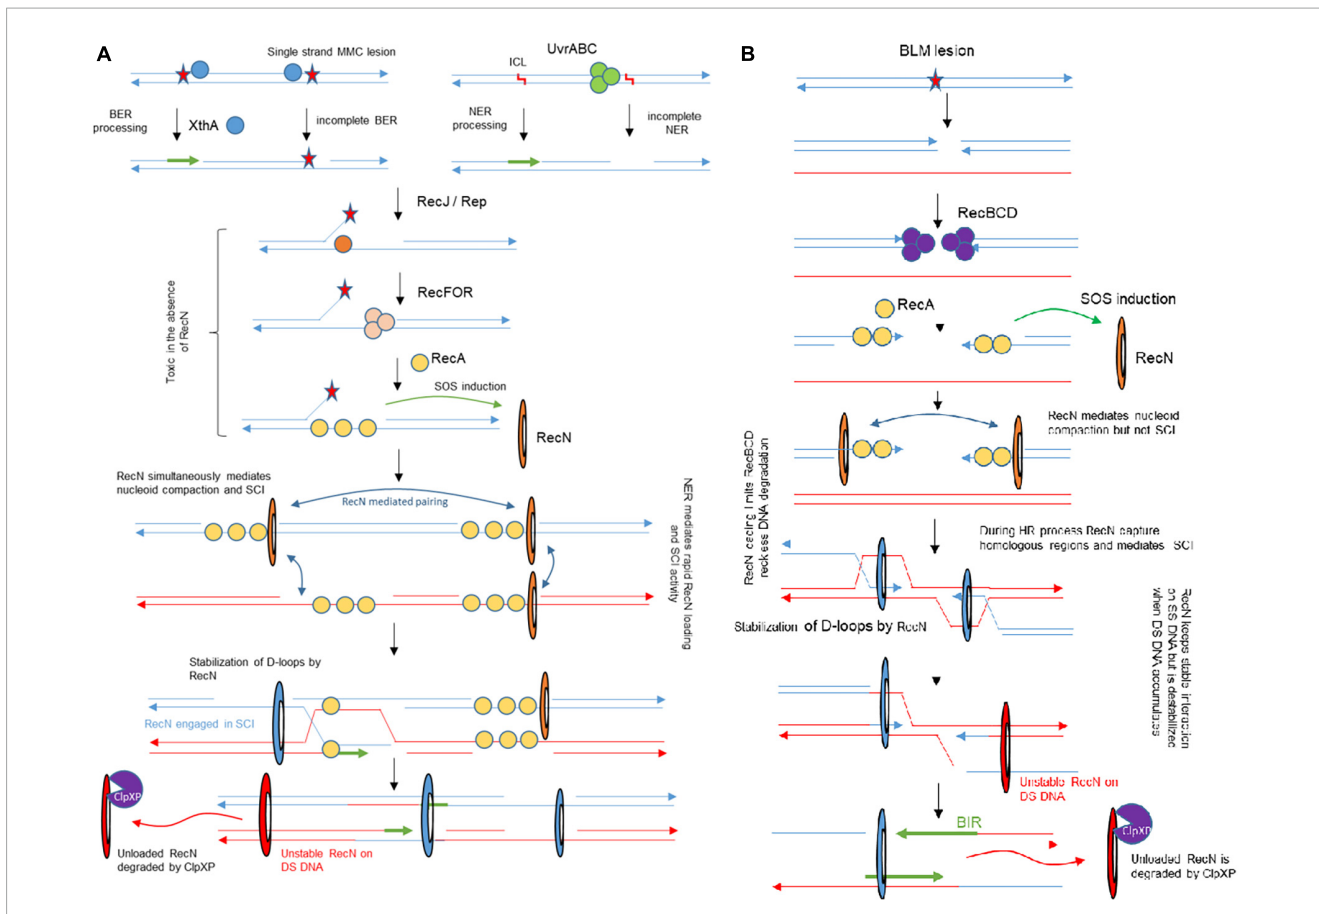 A
Single strand MMC lesion
UvrABC
ICL
BER
processing
XthA
incomplete BER
NER
processing
incomplete
NER
RecJ / Rep
RecFOR
RecA
SOS induction
RecN
Toxic in the absence
of RecN
RecN simultaneously mediates
nucleoid compaction and SCI
RecN mediated pairing
NER mediates rapid RecN loading
and SCI activity
Stabilization of D-loops by
RecN
RecN engaged in SCI
ClpXP
Unloaded RecN
degraded by ClpXP
Unstable RecN on
DS DNA
B
BLM lesion
RecBCD
RecA
SOS induction
RecN
RecN mediates nucleoid
compaction but not SCI
RecN cacing limits RecBCD
reckless DNA degradation
During HR process RecN capture
homologous regions and mediates SCI
Stabilization of D-loops by RecN
RecN keeps stable interaction
on SS DNA but is destabilized
when DS DNA accumulates
Unstable RecN on
DS DNA
BIR
ClpXP
Unloaded RecN is
degraded by ClpXP